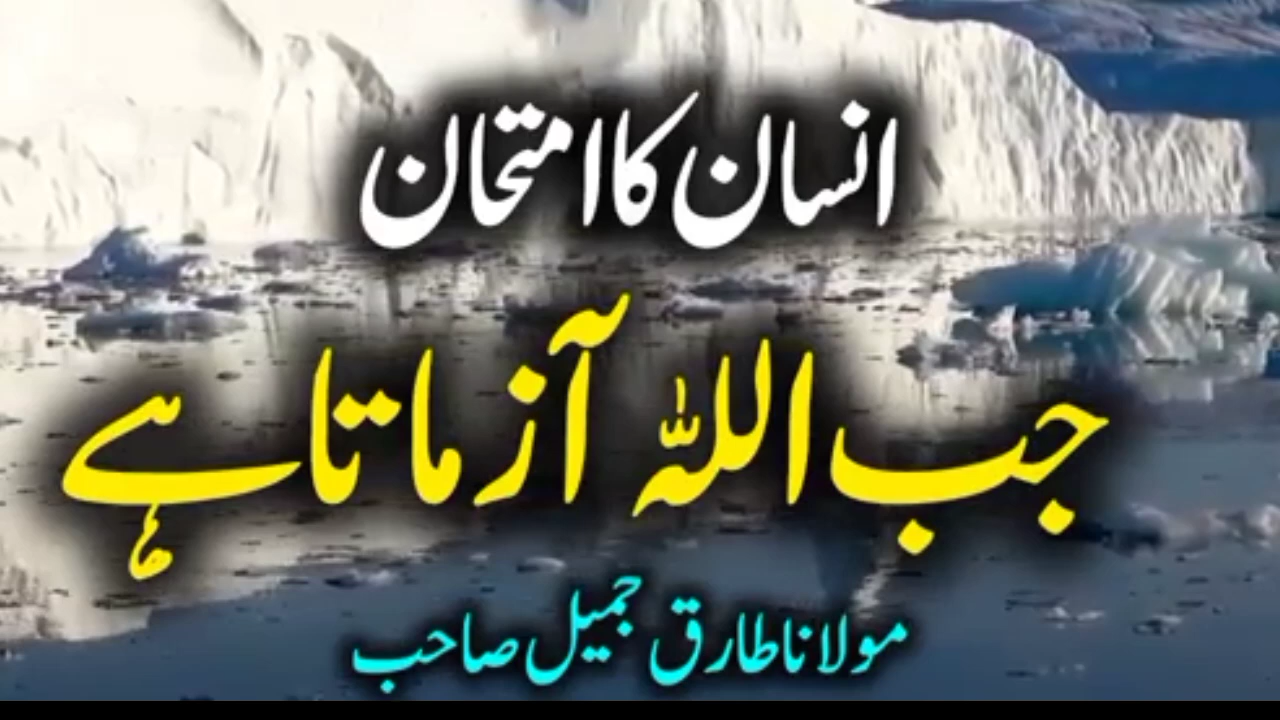 انسان کا امتحان
جب اللہ آزماتا ہے
مولانا طارق جمیل صاحب